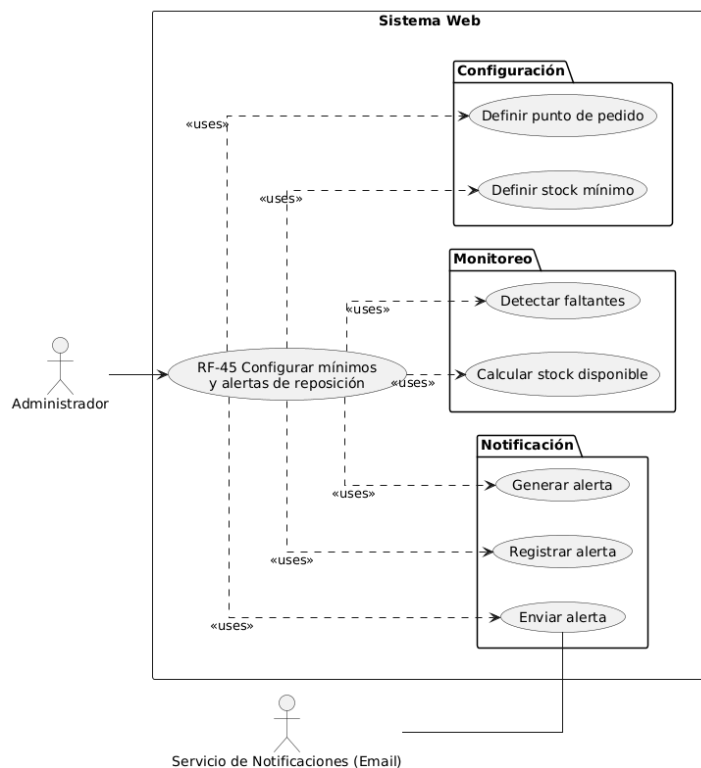 Sistema Web
Configuración
Definir punto de pedido
«uses»
Definir stock mínimo
«uses»
Monitoreo
Detectar faltantes
«uses»
RF-45 Configurar mínimos
y alertas de reposición
Calcular stock disponible
«uses»
Administrador
Notificación
Generar alerta
«uses»
Registrar alerta
«uses»
Enviar alerta
«uses»
Servicio de Notificaciones (Email)